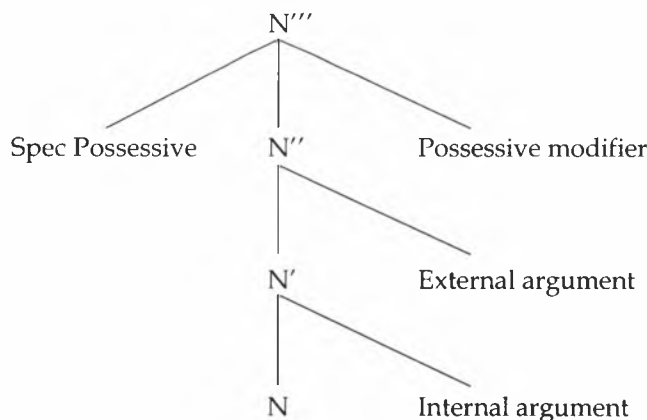 N‴
Spec Possessive N″ Possessive modifier
N′ External argument
N Internal argument